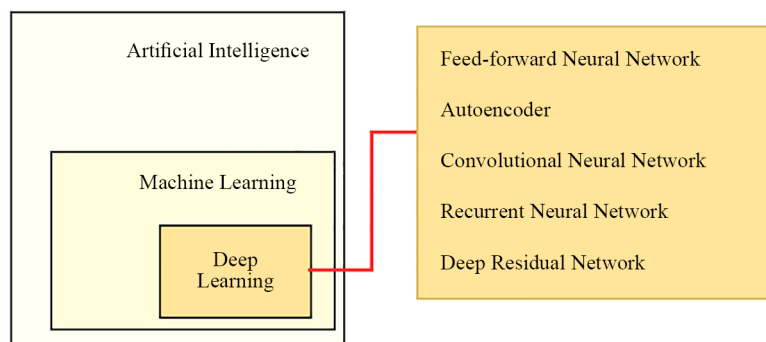 Artificial Intelligence
Machine Learning
Deep
Learning
Feed-forward Neural Network
Autoencoder
Convolutional Neural Network
Recurrent Neural Network
Deep Residual Network